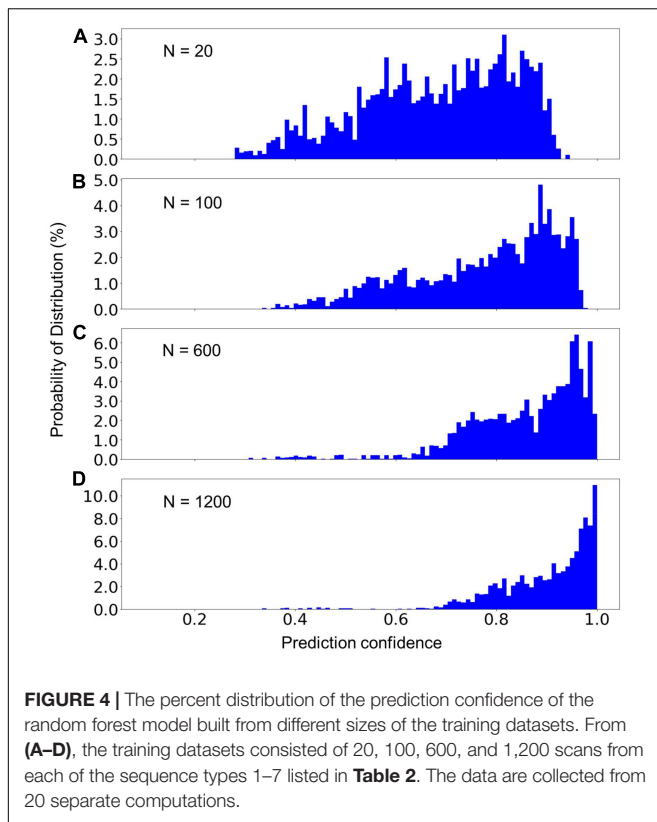 A
N = 20
3.0
2.5
2.0
1.5
1.0
0.5
0.0
B
N = 100
5.0
4.0
3.0
2.0
1.0
0.0
Probability of Distribution (%)
C
N = 600
6.0
5.0
4.0
3.0
2.0
1.0
0.0
D
N = 1200
10.0
8.0
6.0
4.0
2.0
0.0
0.2 0.4 0.6 0.8 1.0
Prediction confidence
FIGURE 4 | The percent distribution of the prediction confidence of the
random forest model built from different sizes of the training datasets. From
(A–D), the training datasets consisted of 20, 100, 600, and 1,200 scans from
each of the sequence types 1–7 listed in Table 2. The data are collected from
20 separate computations.